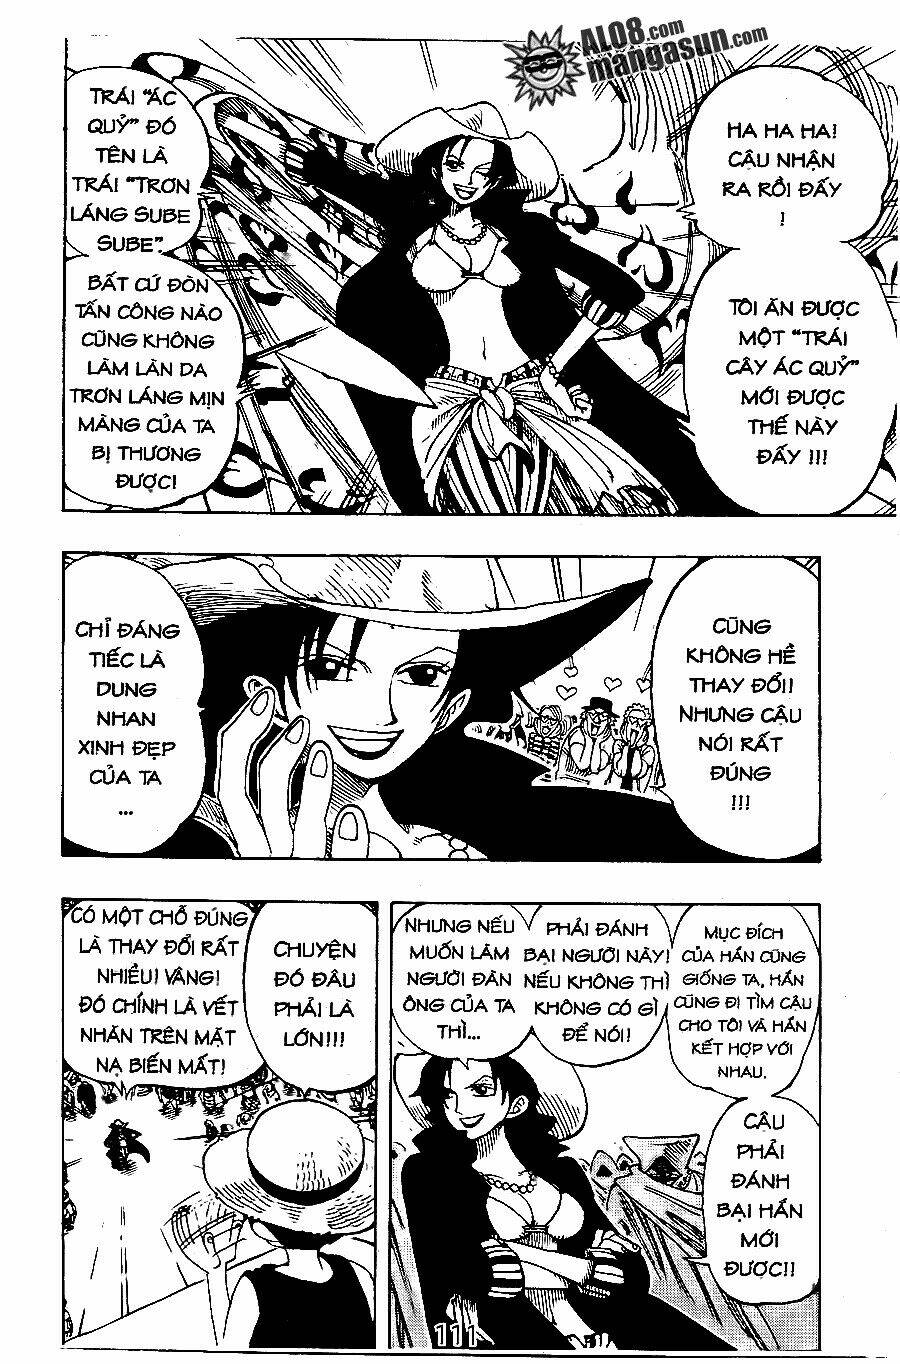 AL08.com
mangasun.com
HA HA HA!
CẬU NHẬN
RA RỒI ĐẤY
!
TÔI ĂN ĐƯỢC
MỘT "TRÁI
CÂY ÁC QUỶ"
MỚI ĐƯỢC
THẾ NÀY
ĐẤY !!!
TRÁI "ÁC
QUỶ" ĐÓ
TÊN LÀ
TRÁI "TRƠN
LÁNG SUBE
SUBE".
BẤT CỨ ĐÒN
TẤN CÔNG NÀO
CŨNG KHÔNG
LÀM LÀN DA
TRƠN LÁNG MỊN
MÀNG CỦA TA
BỊ THƯƠNG
ĐƯỢC!
CŨNG
KHÔNG HỀ
THAY ĐỔI!
NHƯNG CẬU
NÓI RẤT
ĐÚNG
!!!
CHỈ ĐÁNG
TIẾC LÀ
DUNG
NHAN
XINH ĐẸP
CỦA TA
...
MỤC ĐÍCH
CỦA HẮN CŨNG
GIỐNG TA, HẮN
CŨNG ĐI TÌM CẬU
CHO TÔI VÀ HẮN
KẾT HỢP VỚI
NHAU.
CẬU
PHẢI
ĐÁNH
BẠI HẮN
MỚI
ĐƯỢC!!
PHẢI ĐÁNH
BẠI NGƯỜI NÀY!
NẾU KHÔNG THÌ
KHÔNG CÓ GÌ
ĐỂ NÓI!
NHƯNG NẾU
MUỐN LÀM
NGƯỜI ĐÀN
ÔNG CỦA TA
THÌ...
CHUYỆN
ĐÓ ĐÂU
PHẢI LÀ
LỚN!!!
CÓ MỘT CHỖ ĐÚNG
LÀ THAY ĐỔI RẤT
NHIỀU! VÂNG!
ĐÓ CHÍNH LÀ VẾT
NHĂN TRÊN MẶT
NẠ BIẾN MẤT!
111